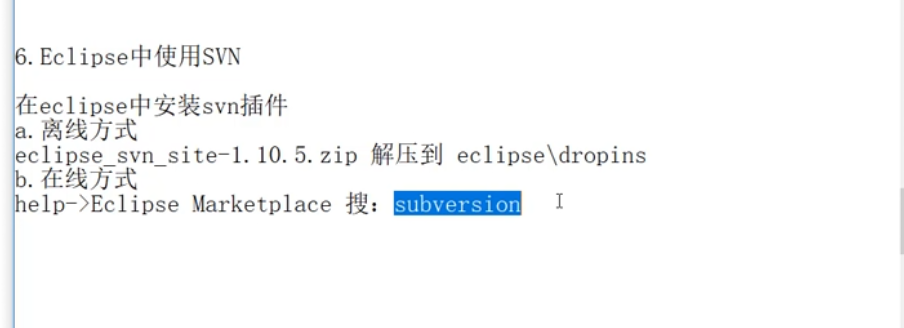 6.Eclipse中使用SVN
在eclipse中安装svn插件
a.离线方式
eclipse_svn_site-1.10.5.zip 解压到 eclipse\dropins
b.在线方式
help->Eclipse Marketplace 搜：subversion